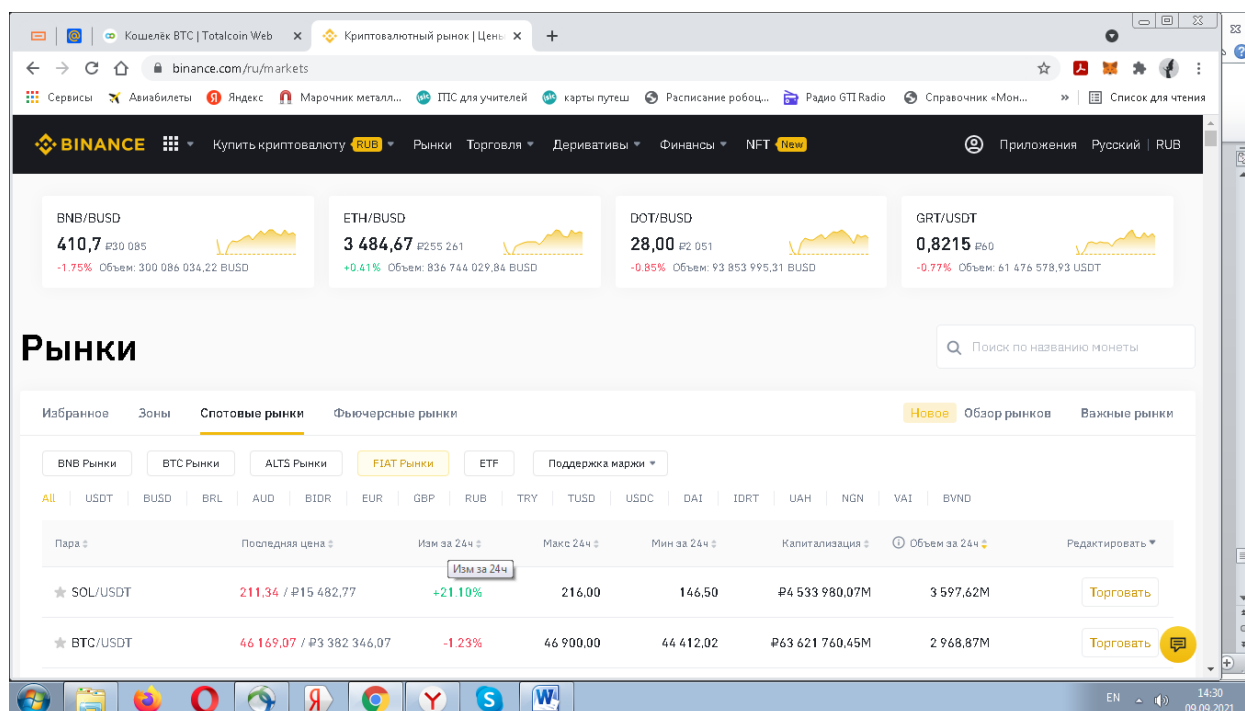 Кошелёк BTC | Totalcoin Web
Криптовалютный рынок | Цены
binance.com/ru/markets
Сервисы Авиабилеты Яндекс Марочник металл... ППС для учителей карты путеш Расписание робоц... Радио GTI Radio Справочник «Мон... » Список для чтения
BINANCE Купить криптовалюту RUB Рынки Торговля Деривативы Финансы NFT New Приложения Русский | RUB
BNB/BUSD ETH/BUSD DOT/BUSD GRT/USDT
410,7 ₽30 085 3 484,67 ₽255 261 28,00 ₽2 051 0,8215 ₽60
-1.75% Объем: 300 086 034,22 BUSD +0.41% Объем: 836 744 029,84 BUSD -0.85% Объем: 93 853 995,31 BUSD -0.77% Объем: 61 476 578,93 USDT
Рынки Поиск по названию монеты
Избранное Зоны Спотовые рынки Фьючерсные рынки Новое Обзор рынков Важные рынки
BNB Рынки BTC Рынки ALTS Рынки FIAT Рынки ETF Поддержка маржи
All USDT BUSD BRL AUD BIDR EUR GBP RUB TRY TUSD USDC DAI IDRT UAH NGN VAI BVND
Пара Последняя цена Изм за 24ч Макс 24ч Мин за 24ч Капитализация Объем за 24ч Редактировать
Изм за 24ч
SOL/USDT 211,34 / ₽15 482,77 +21.10% 216,00 146,50 ₽4 533 980,07M 3 597,62M Торговать
BTC/USDT 46 169,07 / ₽3 382 346,07 -1.23% 46 900,00 44 412,02 ₽63 621 760,45M 2 968,87M Торговать
EN 14:30
09.09.2021